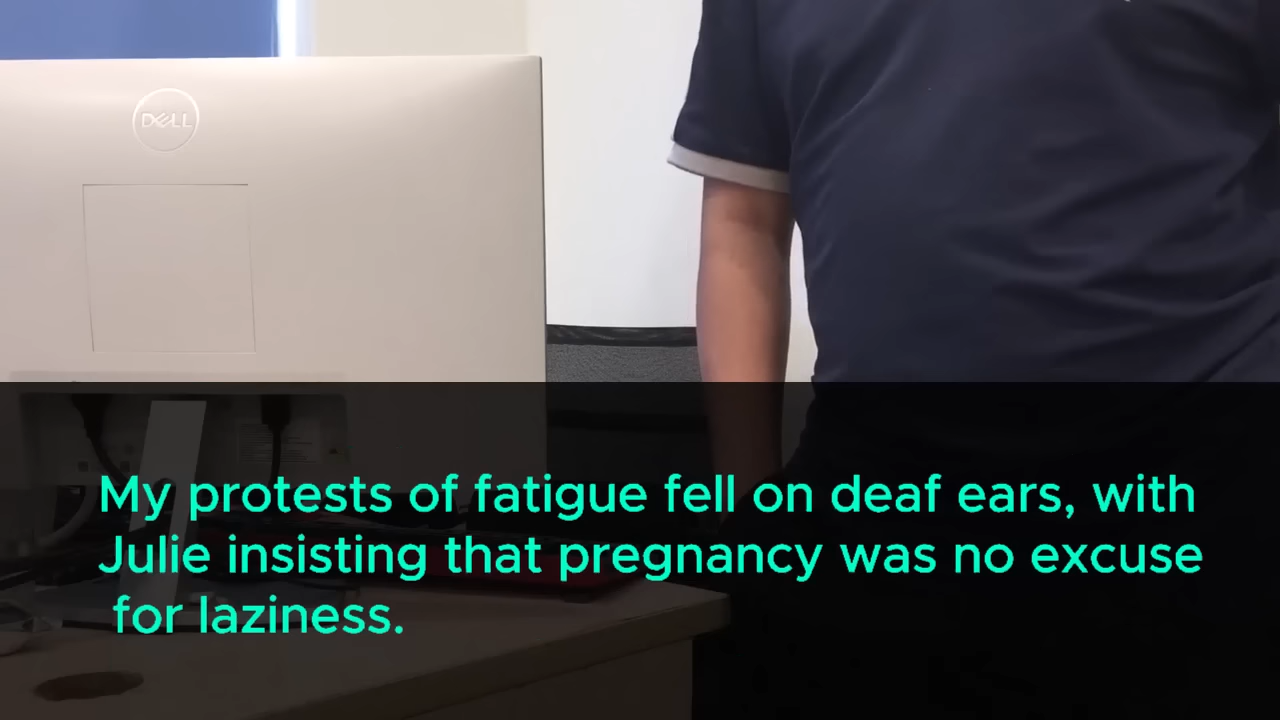 DELL
My protests of fatigue fell on deaf ears, with
Julie insisting that pregnancy was no excuse
for laziness.